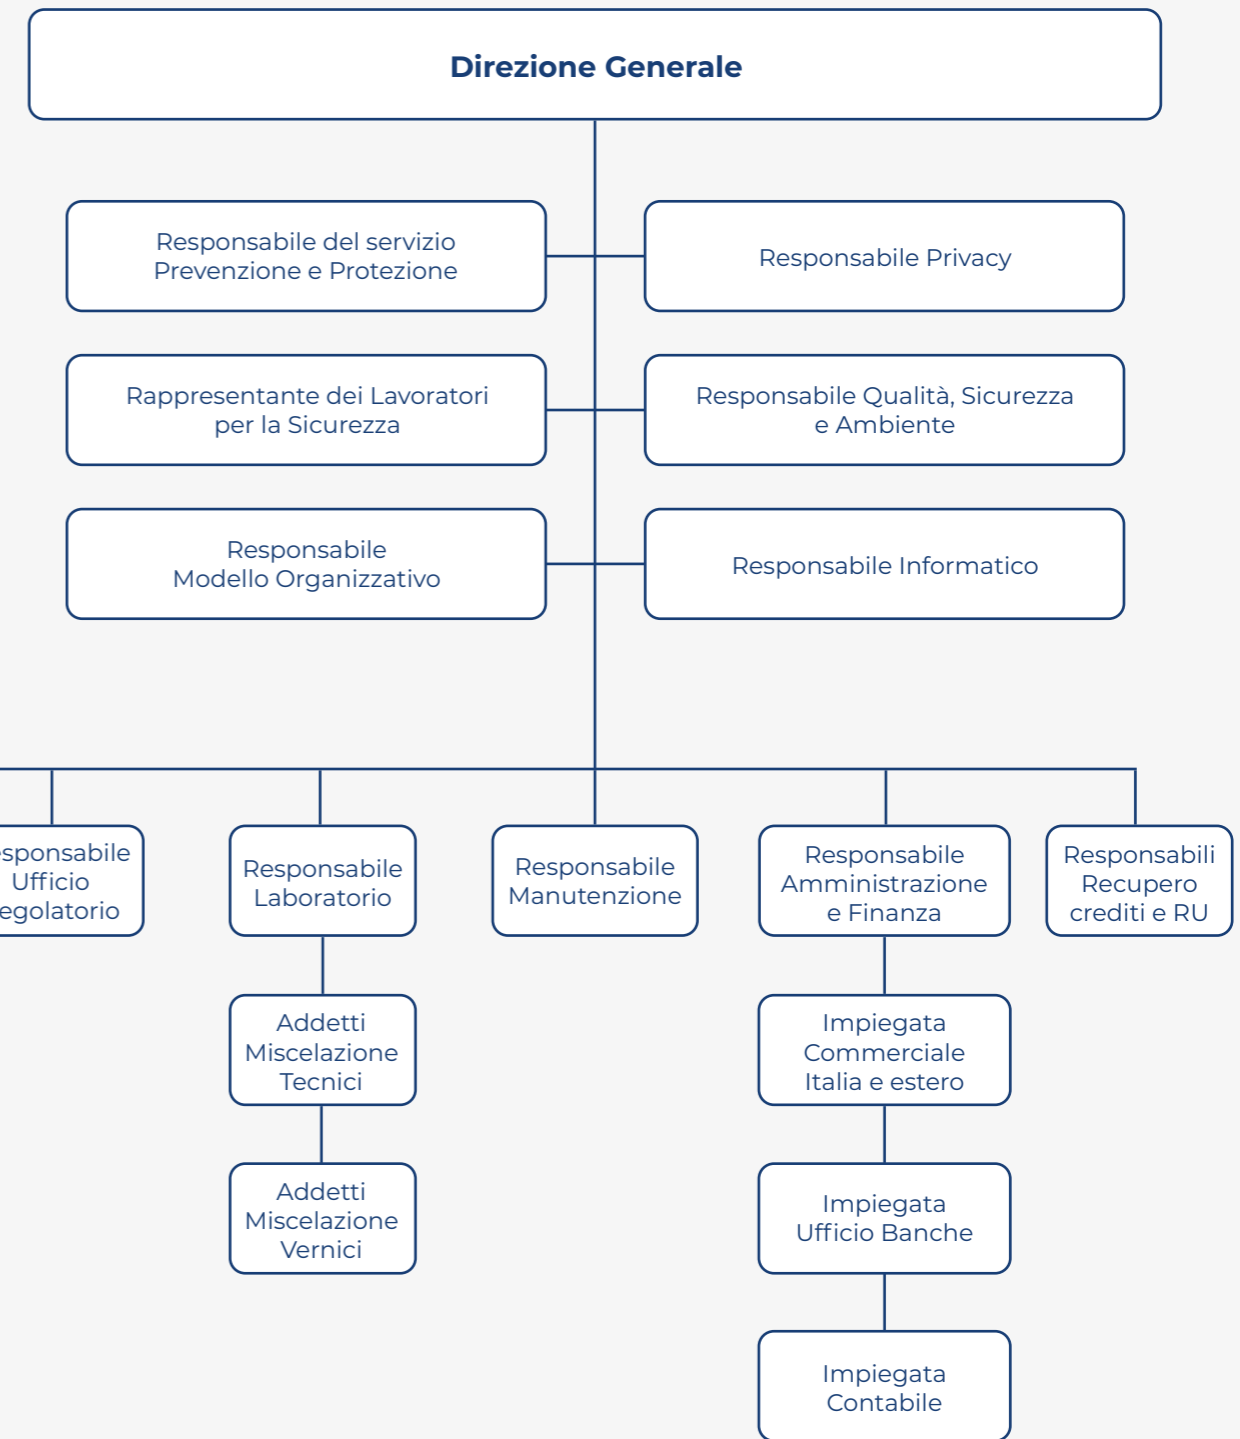 Direzione Generale
Responsabile del servizio
Prevenzione e Protezione
Responsabile Privacy
Rappresentante dei Lavoratori
per la Sicurezza
Responsabile Qualità, Sicurezza
e Ambiente
Responsabile
Modello Organizzativo
Responsabile Informatico
sponsabile
Ufficio
egolatorio
Responsabile
Laboratorio
Responsabile
Manutenzione
Responsabile
Amministrazione
e Finanza
Responsabili
Recupero
crediti e RU
Addetti
Miscelazione
Tecnici
Impiegata
Commerciale
Italia e estero
Addetti
Miscelazione
Vernici
Impiegata
Ufficio Banche
Impiegata
Contabile